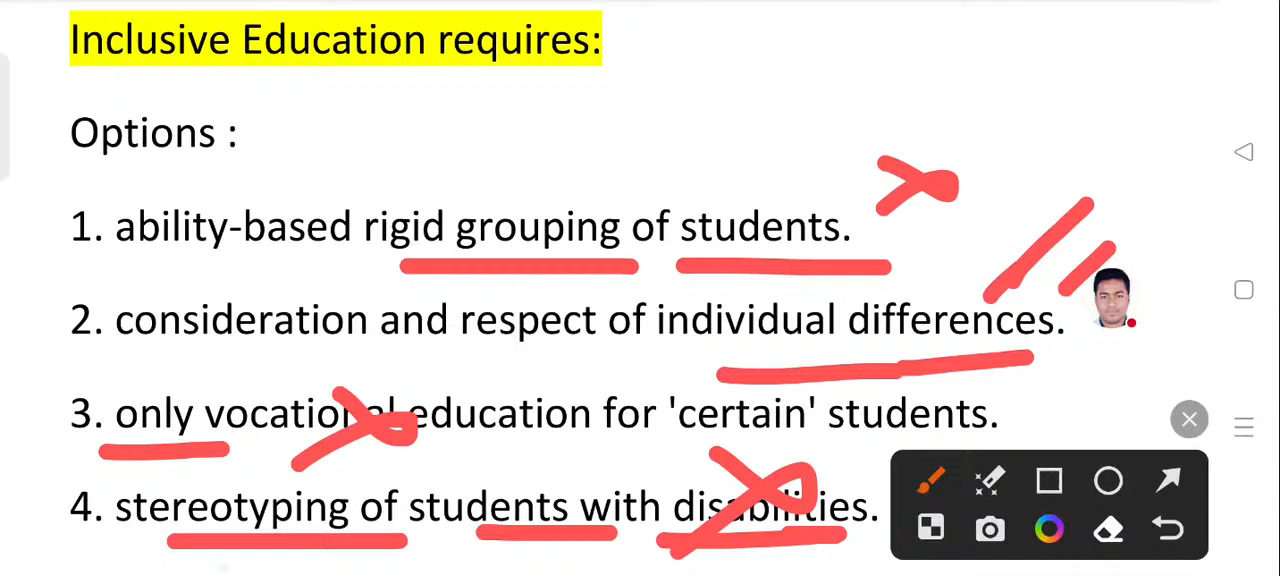 Inclusive Education requires:
Options :
1. ability-based rigid grouping of students.
2. consideration and respect of individual differences.
3. only vocational education for 'certain' students.
4. stereotyping of students with disabilities.